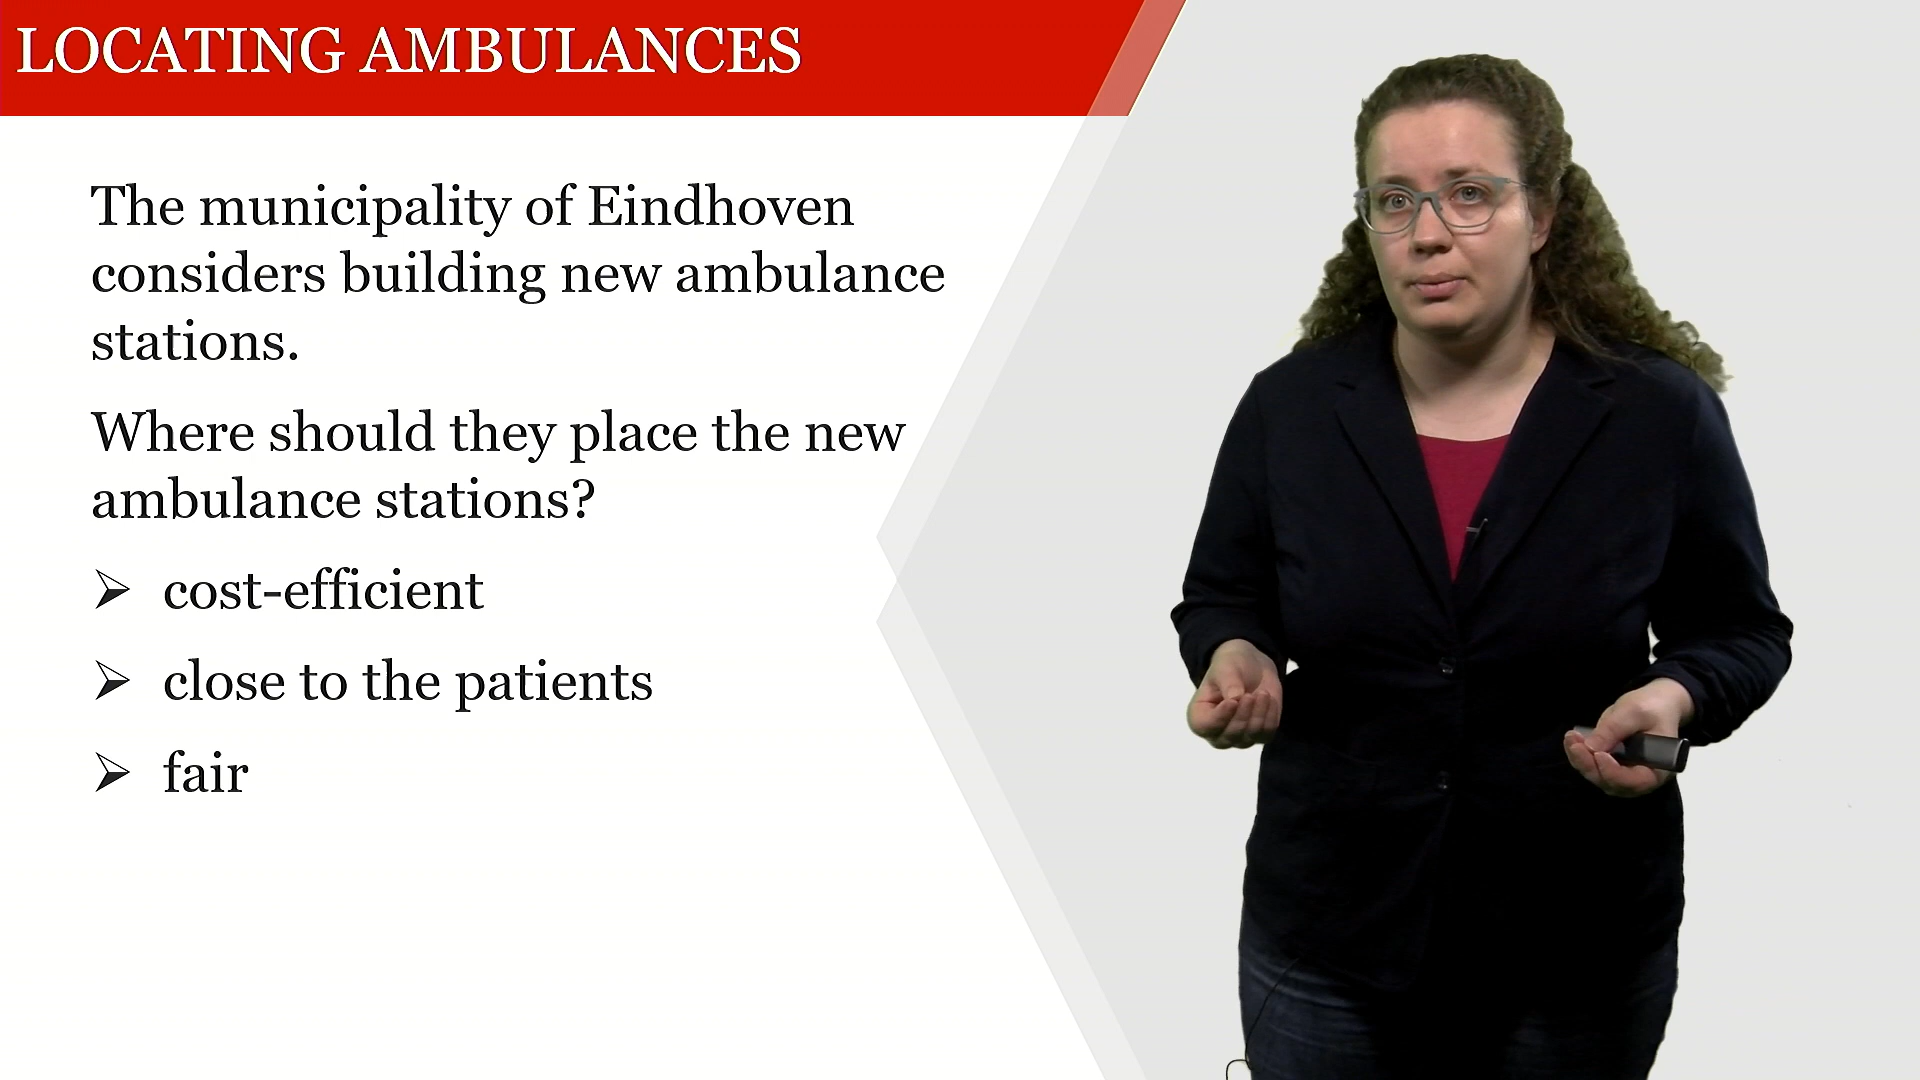 LOCATING AMBULANCES
The municipality of Eindhoven
considers building new ambulance
stations.
Where should they place the new
ambulance stations?
➢ cost-efficient
➢ close to the patients
➢ fair